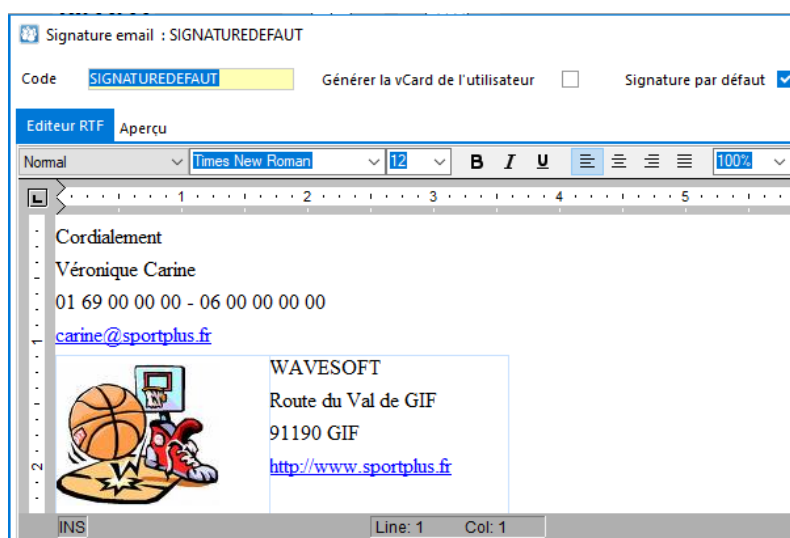 Signature email : SIGNATUREDEFAUT
Code SIGNATUREDEFAUT Générer la vCard de l'utilisateur Signature par défaut
Editeur RTF Aperçu
Normal Times New Roman 12 B I U 100%
L 1 2 3 4 5
Cordialement
Véronique Carine
01 69 00 00 00 - 06 00 00 00 00
carine@sportplus.fr
1
WAVESOFT
Route du Val de GIF
91190 GIF
2 http://www.sportplus.fr
INS Line: 1 Col: 1